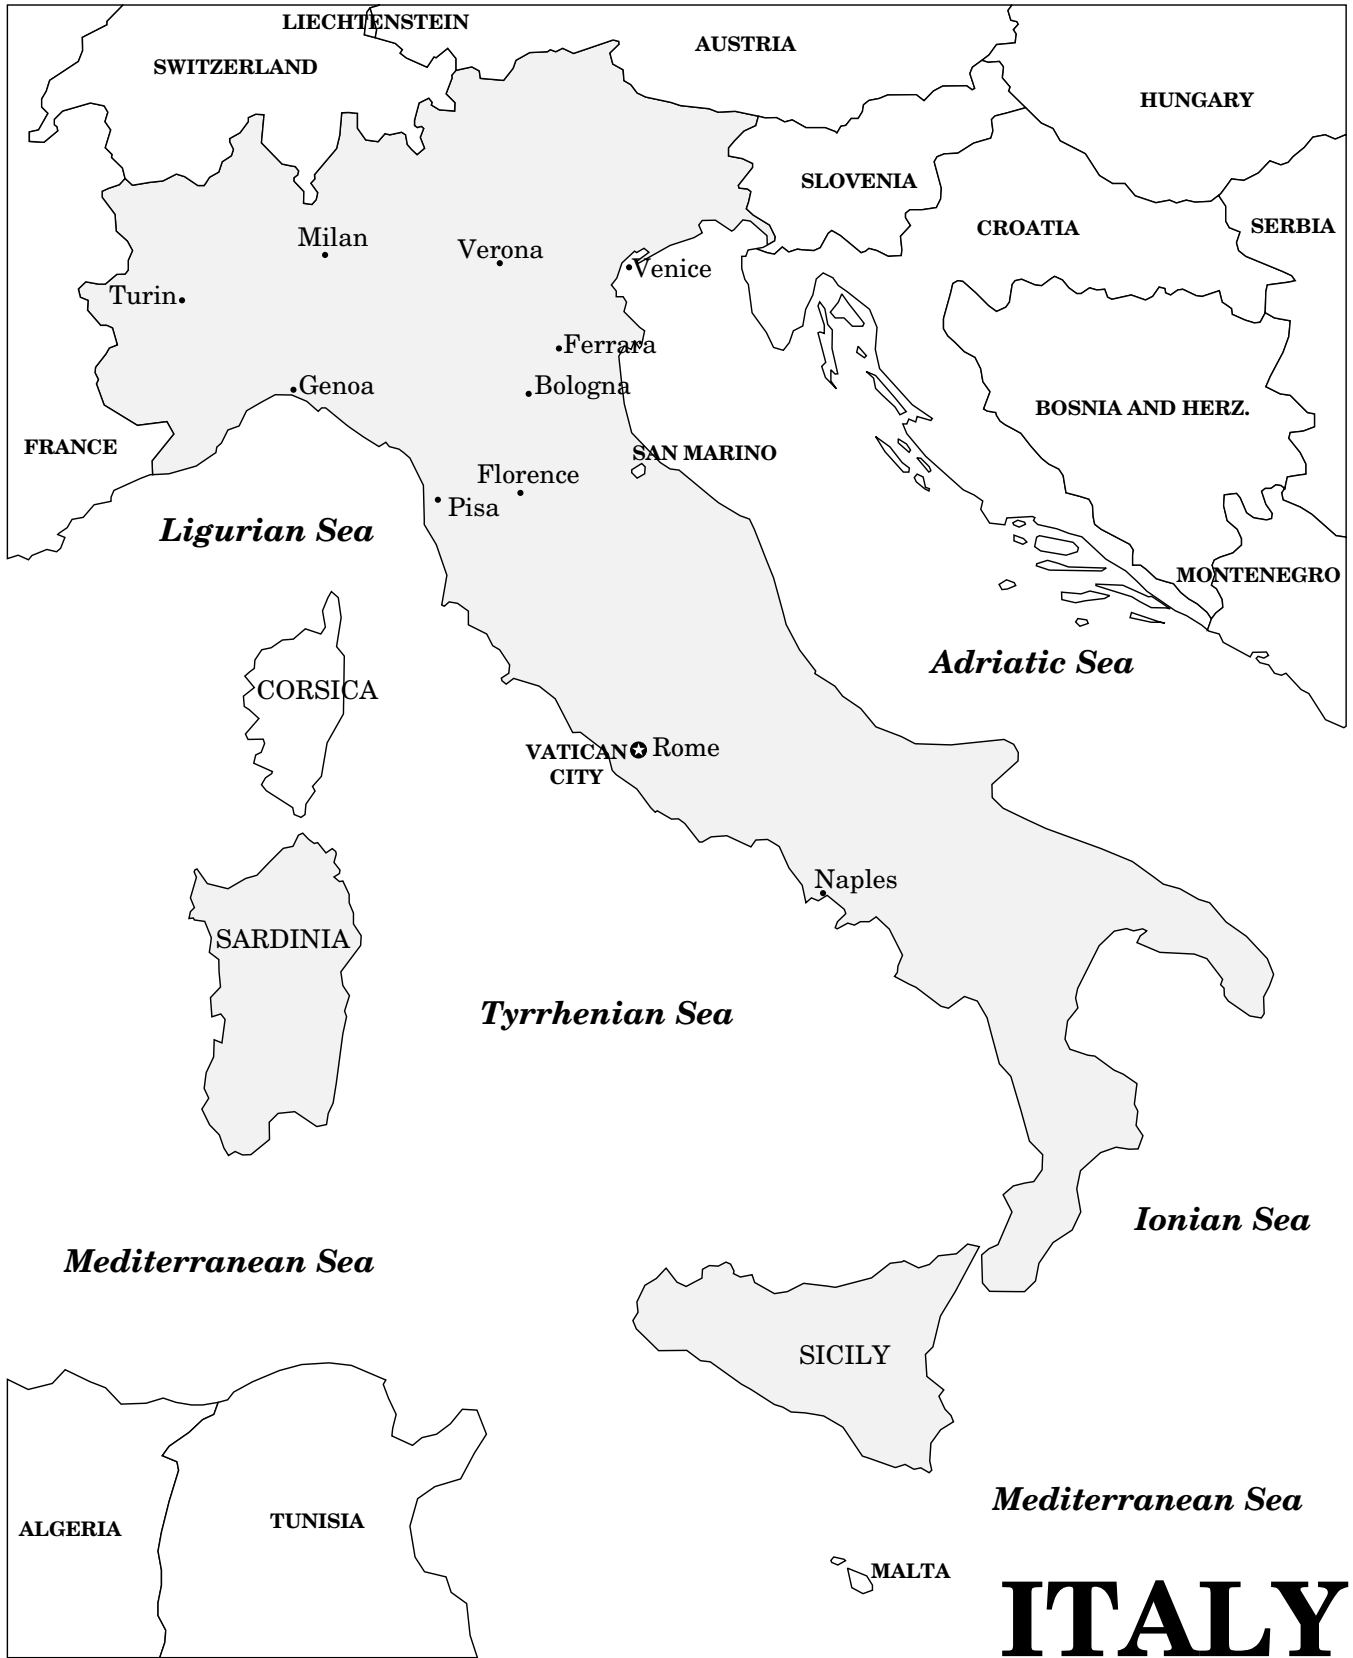 LIECHTENSTEIN
AUSTRIA
SWITZERLAND
HUNGARY
SLOVENIA
CROATIA
SERBIA
Milan
Verona
Venice
Turin
Ferrara
Genoa
Bologna
BOSNIA AND HERZ.
FRANCE
SAN MARINO
Florence
Pisa
Ligurian Sea
MONTENEGRO
Adriatic Sea
CORSICA
VATICAN
CITY
Rome
Naples
SARDINIA
Tyrrhenian Sea
Ionian Sea
Mediterranean Sea
SICILY
Mediterranean Sea
ALGERIA
TUNISIA
MALTA
ITALY